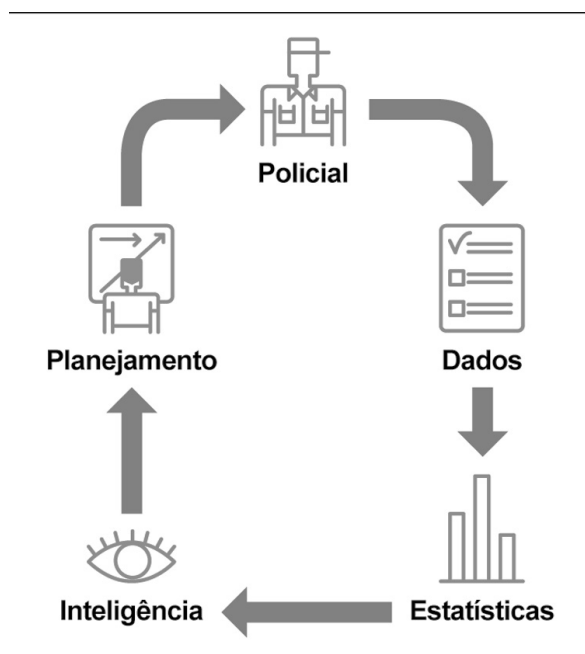 Policial
Planejamento
Dados
Inteligência
Estatísticas